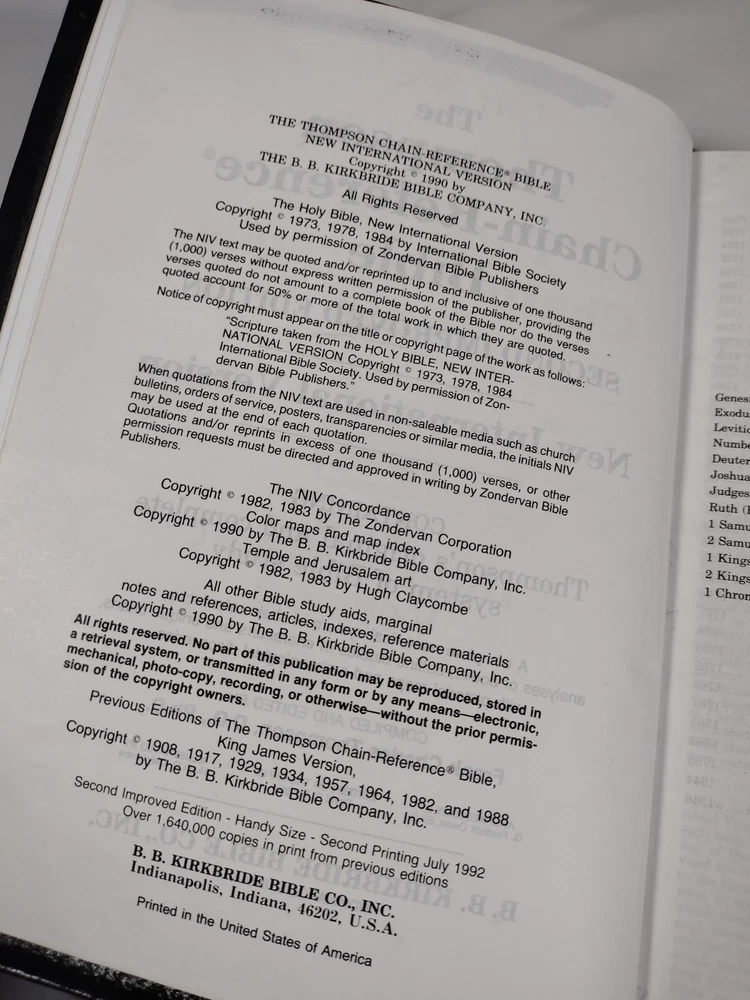 THE THOMPSON CHAIN-REFERENCE® BIBLE
NEW INTERNATIONAL VERSION
Copyright © 1990 by
THE B. B. KIRKBRIDE BIBLE COMPANY, INC.
All Rights Reserved
The Holy Bible, New International Version
Copyright © 1973, 1978, 1984 by International Bible Society
Used by permission of Zondervan Bible Publishers
The NIV text may be quoted and/or reprinted up to and inclusive of one thousand
(1,000) verses without express written permission of the publisher, providing the
verses quoted do not amount to a complete book of the Bible nor do the verses
quoted account for 50% or more of the total work in which they are quoted.
Notice of copyright must appear on the title or copyright page of the work as follows:
"Scripture taken from the HOLY BIBLE, NEW INTER-
NATIONAL VERSION Copyright © 1973, 1978, 1984
International Bible Society. Used by permission of Zon-
dervan Bible Publishers."
When quotations from the NIV text are used in non-saleable media such as church
bulletins, orders of service, posters, transparencies or similar media, the initials NIV
may be used at the end of each quotation.
Quotations and/or reprints in excess of one thousand (1,000) verses, or other
permission requests must be directed and approved in writing by Zondervan Bible
Publishers.
The NIV Concordance
Copyright © 1982, 1983 by The Zondervan Corporation
Color maps and map index
Copyright © 1990 by The B. B. Kirkbride Bible Company, Inc.
Temple and Jerusalem art
Copyright © 1982, 1983 by Hugh Claycombe
All other Bible study aids, marginal
notes and references, articles, indexes, reference materials
Copyright © 1990 by The B. B. Kirkbride Bible Company, Inc.
All rights reserved. No part of this publication may be reproduced, stored in
a retrieval system, or transmitted in any form or by any means—electronic,
mechanical, photo-copy, recording, or otherwise—without the prior permis-
sion of the copyright owners.
Previous Editions of The Thompson Chain-Reference® Bible,
King James Version,
Copyright © 1908, 1917, 1929, 1934, 1957, 1964, 1982, and 1988
by The B. B. Kirkbride Bible Company, Inc.
Second Improved Edition - Handy Size - Second Printing July 1992
Over 1,640,000 copies in print from previous editions
B. B. KIRKBRIDE BIBLE CO., INC.
Indianapolis, Indiana, 46202, U.S.A.
Printed in the United States of America
Genes
Exodu
Leviti
Numbe
Deuter
Joshua
Judges
Ruth (
1 Samu
2 Samu
1 Kings
2 Kings
1 Chron